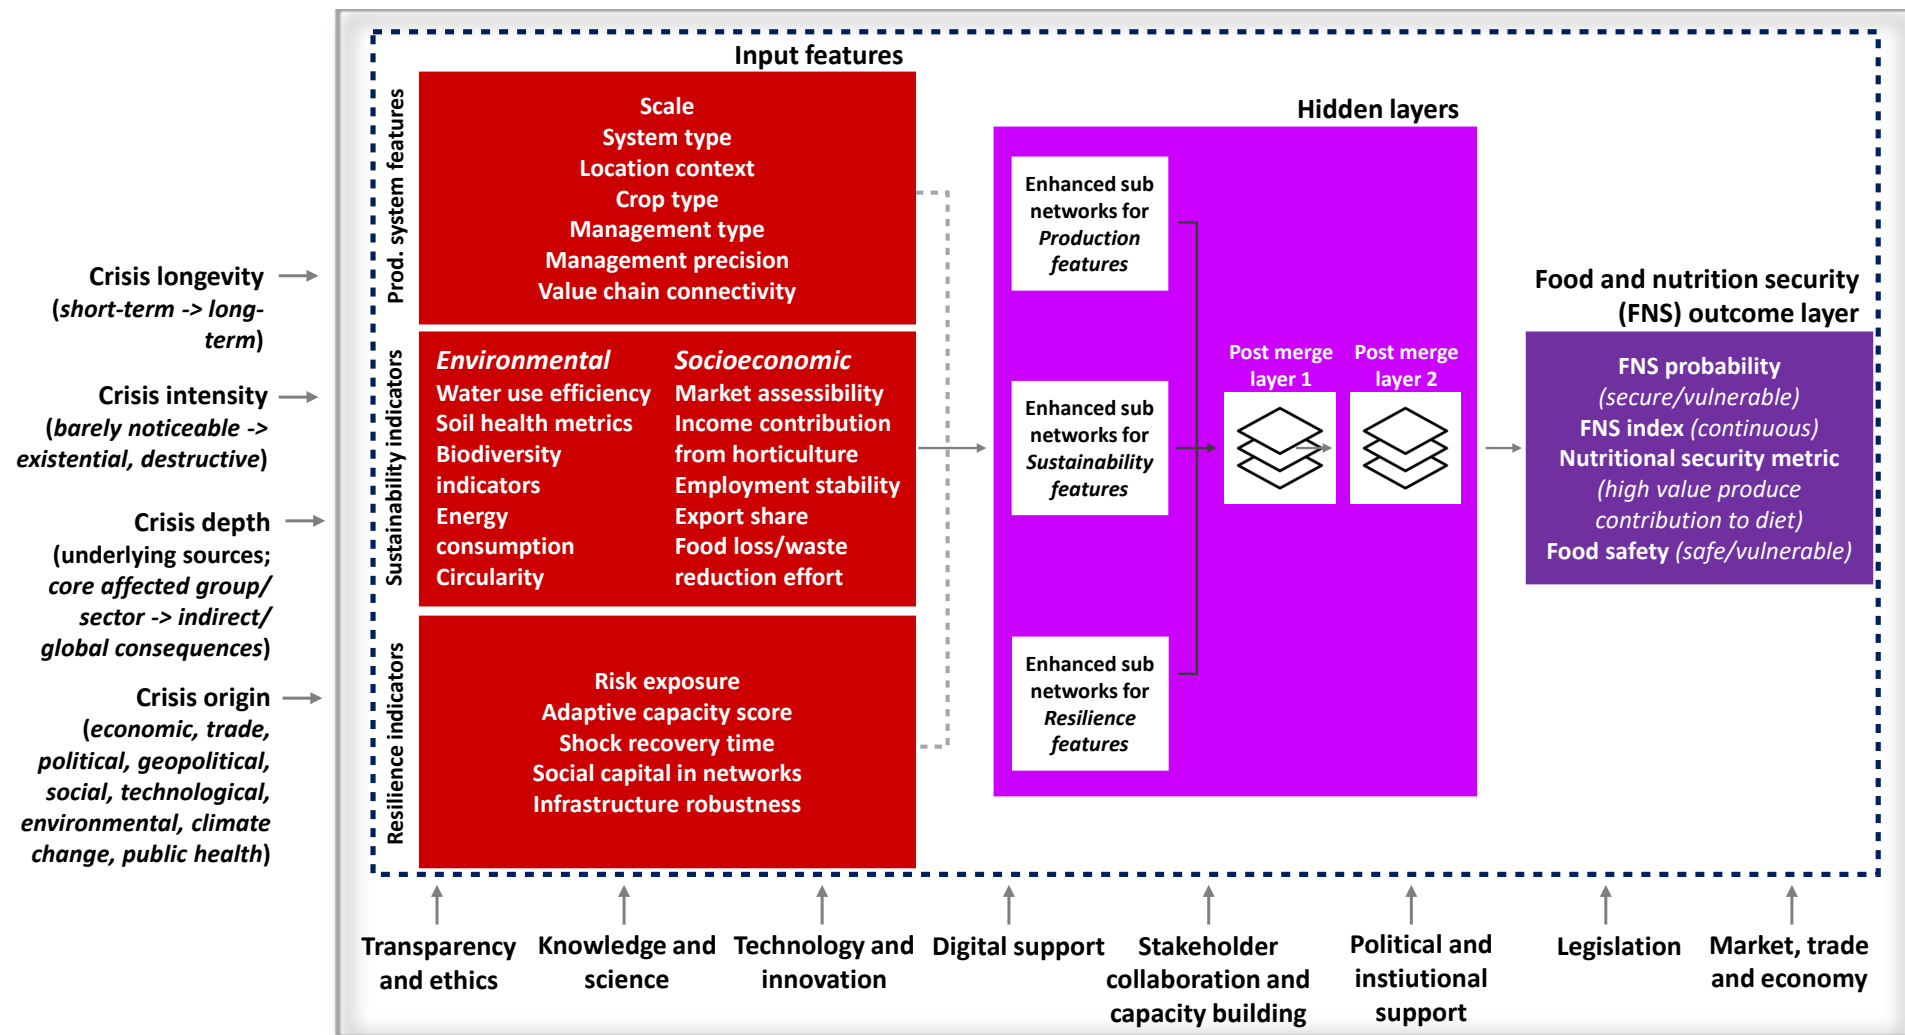 Input features
Prod. system features
Scale
System type
Location context
Crop type
Management type
Management precision
Value chain connectivity
Sustainability indicators
Environmental
Water use efficiency
Soil health metrics
Biodiversity
indicators
Energy
consumption
Circularity
Socioeconomic
Market assessibility
Income contribution
from horticulture
Employment stability
Export share
Food loss/waste
reduction effort
Resilience indicators
Risk exposure
Adaptive capacity score
Shock recovery time
Social capital in networks
Infrastructure robustness
Hidden layers
Enhanced sub
networks for
Production
features
Enhanced sub
networks for
Sustainability
features
Enhanced sub
networks for
Resilience
features
Post merge
layer 1
Post merge
layer 2
Food and nutrition security
(FNS) outcome layer
FNS probability
(secure/vulnerable)
FNS index (continuous)
Nutritional security metric
(high value produce
contribution to diet)
Food safety (safe/vulnerable)
Crisis longevity
(short-term -> long-
term)
Crisis intensity
(barely noticeable ->
existential, destructive)
Crisis depth
(underlying sources;
core affected group/
sector -> indirect/
global consequences)
Crisis origin
(economic, trade,
political, geopolitical,
social, technological,
environmental, climate
change, public health)
Transparency
and ethics
Knowledge and
science
Technology and
innovation
Digital support
Stakeholder
collaboration and
capacity building
Political and
instiutional
support
Legislation
Market, trade
and economy